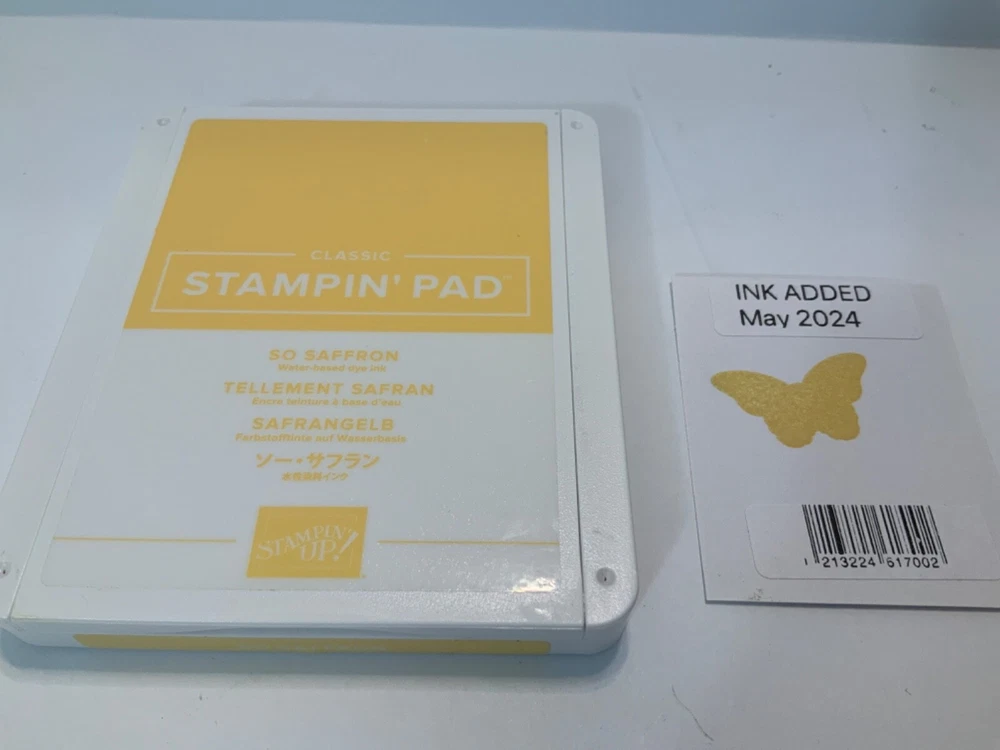 CLASSIC
STAMPIN' PAD™
SO SAFFRON
Water-based dye ink
TELLEMENT SAFRAN
Encre teinture à base d'eau
SAFRANGELB
Farbstofftinte auf Wasserbasis
ソー・サフラン
水性染料インク
STAMPIN'
UP!
INK ADDED
May 2024
1 213224 617002